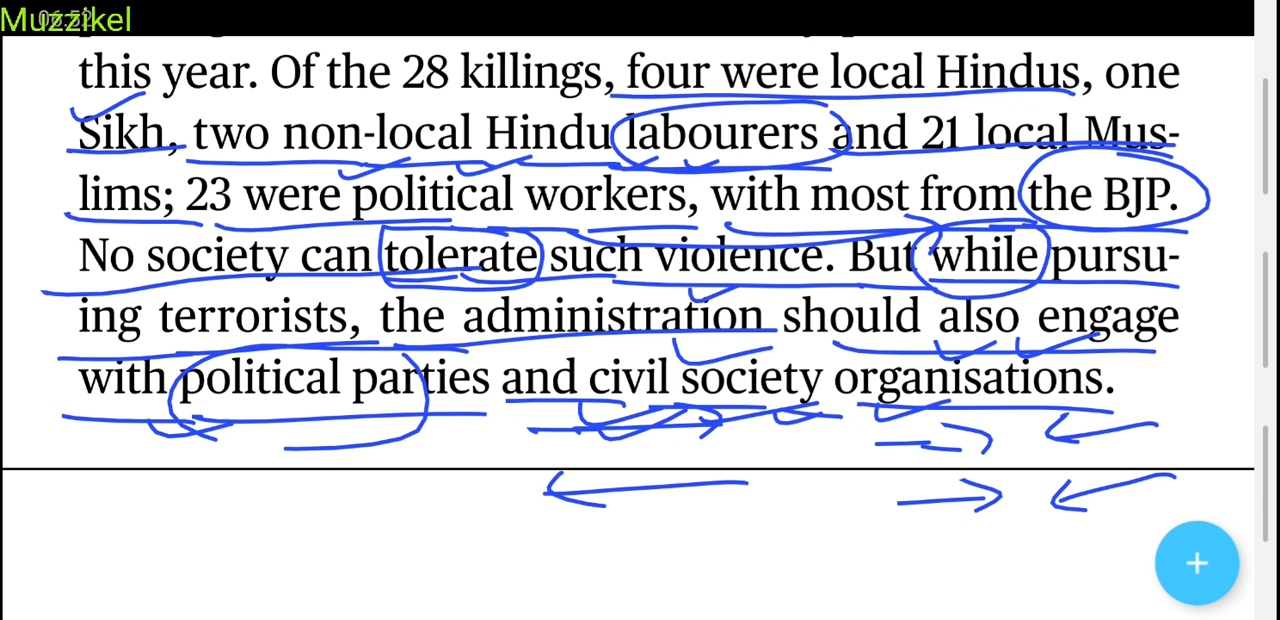 Muzzikel
06:52
this year. Of the 28 killings, four were local Hindus, one
Sikh, two non-local Hindu labourers and 21 local Mus-
lims; 23 were political workers, with most from the BJP.
No society can tolerate such violence. But while pursu-
ing terrorists, the administration should also engage
with political parties and civil society organisations.
+